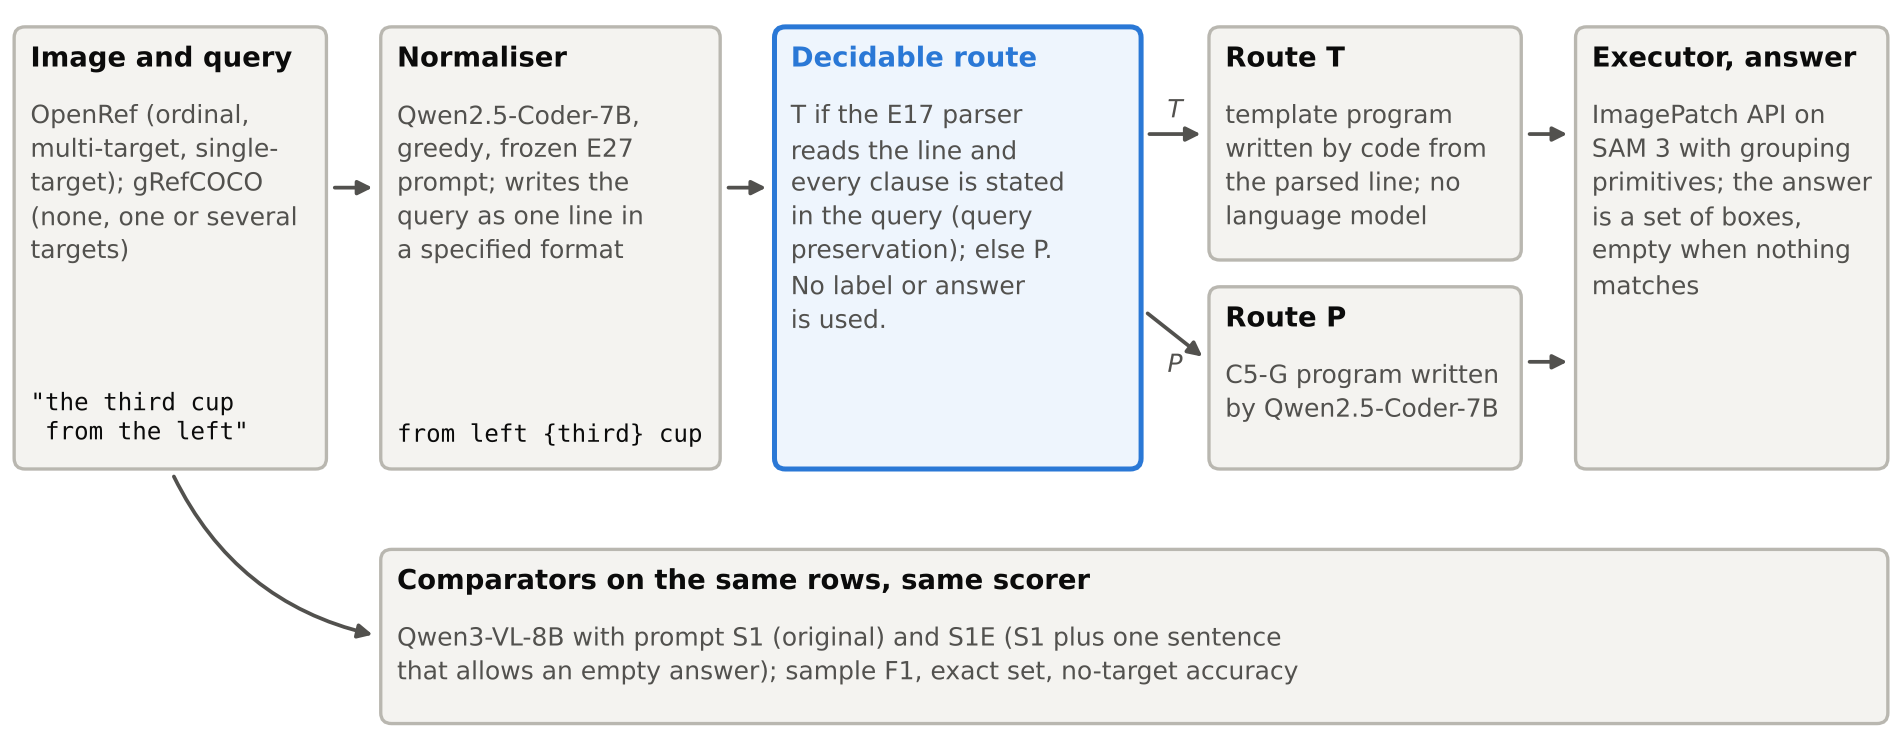 Image and query
OpenRef (ordinal,
multi-target, single-
target); gRefCOCO
(none, one or several
targets)
"the third cup
from the left"
Normaliser
Qwen2.5-Coder-7B,
greedy, frozen E27
prompt; writes the
query as one line in
a specified format
from left {third} cup
Decidable route
T if the E17 parser
reads the line and
every clause is stated
in the query (query
preservation); else P.
No label or answer
is used.
T
P
Route T
template program
written by code from
the parsed line; no
language model
Route P
C5-G program written
by Qwen2.5-Coder-7B
Executor, answer
ImagePatch API on
SAM 3 with grouping
primitives; the answer
is a set of boxes,
empty when nothing
matches
Comparators on the same rows, same scorer
Qwen3-VL-8B with prompt S1 (original) and S1E (S1 plus one sentence
that allows an empty answer); sample F1, exact set, no-target accuracy